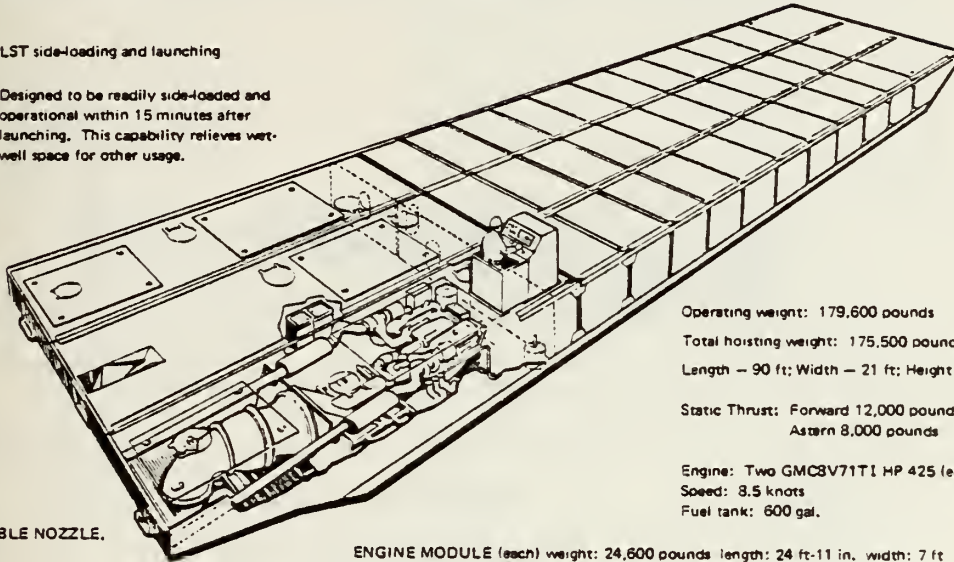 LST side-loading and launching
Designed to be readily side-loaded and
operational within 15 minutes after
launching. This capability relieves wet-
well space for other usage.
Operating weight: 179,600 pounds
Total hoisting weight: 175,500 pound
Length — 90 ft; Width — 21 ft; Height
Static Thrust: Forward 12,000 pound
Astern 8,000 pounds
Engine: Two GMC8V71TI HP 425 (e
Speed: 8.5 knots
Fuel tank: 600 gal.
BLE NOZZLE.
ENGINE MODULE (each) weight: 24,600 pounds length: 24 ft-11 in. width: 7 ft